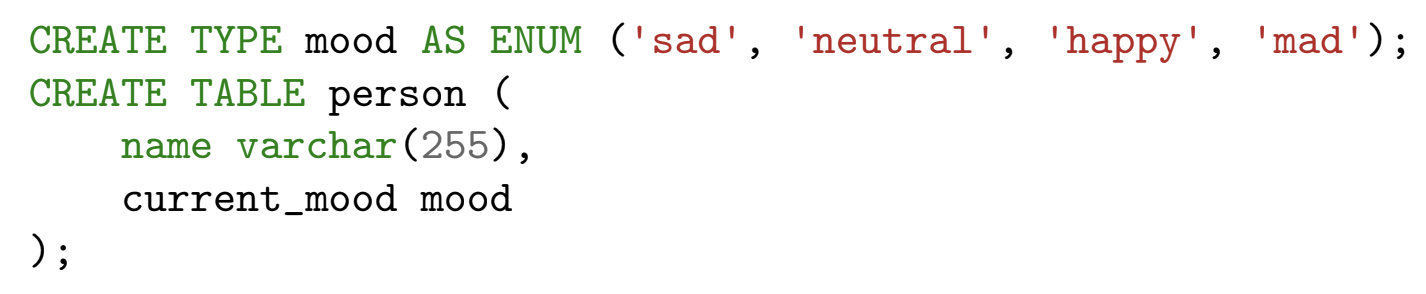 CREATE TYPE mood AS ENUM ('sad', 'neutral', 'happy', 'mad');
CREATE TABLE person (
    name varchar(255),
    current_mood mood
);